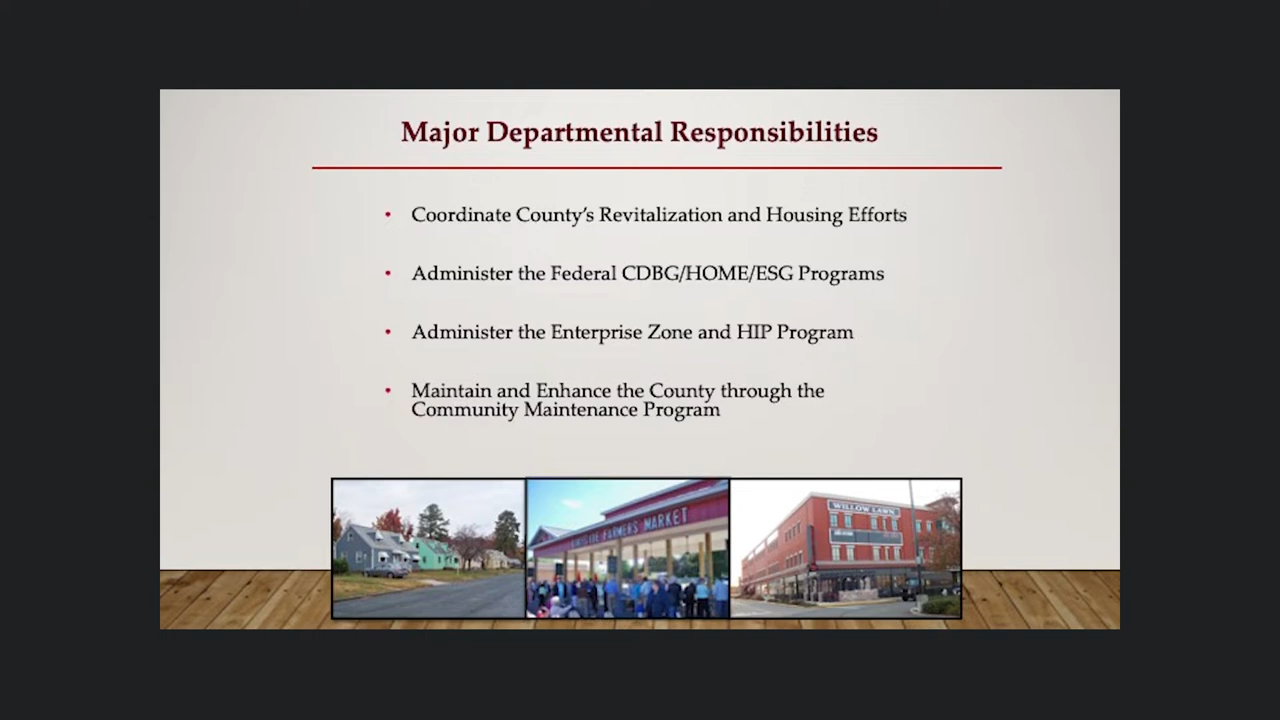 Major Departmental Responsibilities
• Coordinate County’s Revitalization and Housing Efforts
• Administer the Federal CDBG/HOME/ESG Programs
• Administer the Enterprise Zone and HIP Program
• Maintain and Enhance the County through the
Community Maintenance Program
FARMERS MARKET
WILLOW LAWN